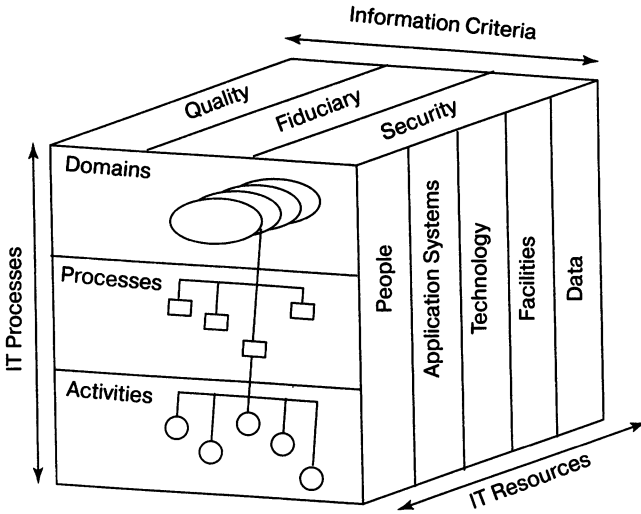 Information Criteria
Quality
Fiduciary
Security
IT Processes
Domains
Processes
Activities
People
Application Systems
Technology
Facilities
Data
IT Resources